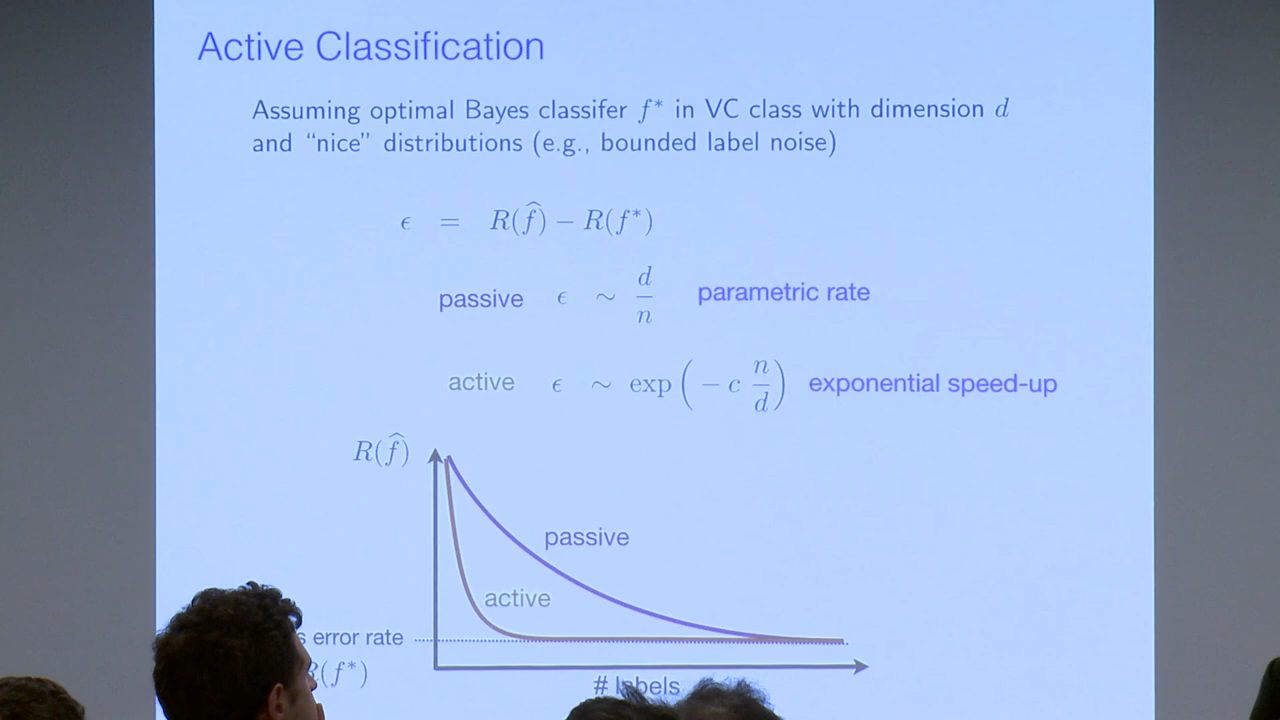 Active Classification
Assuming optimal Bayes classifer f* in VC class with dimension d
and “nice” distributions (e.g., bounded label noise)
ϵ = R(f̂) − R(f*)
passive ϵ ∼ d/n parametric rate
active ϵ ∼ exp(− c n/d) exponential speed-up
R(f̂)
passive
active
s error rate
R(f*)
# labels